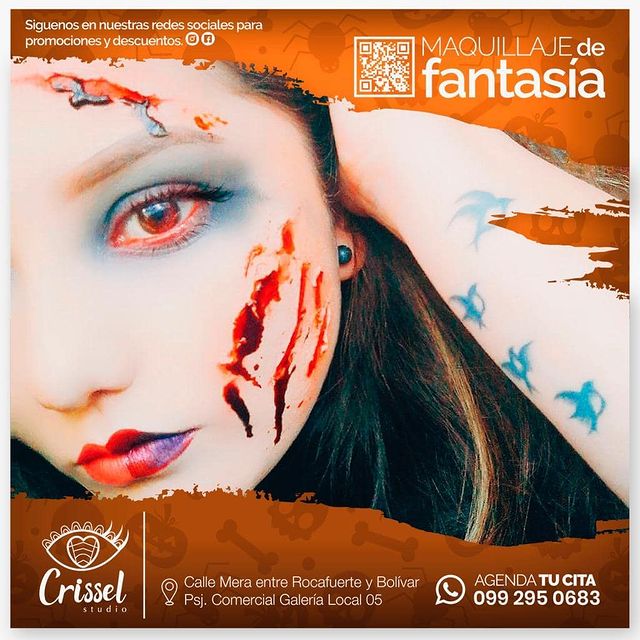 Siguenos en nuestras redes sociales para
promociones y descuentos.
MAQUILLAJE de
fantasía
Crissel
studio
Calle Mera entre Rocafuerte y Bolívar
Psj. Comercial Galería Local 05
AGENDA TU CITA
099 295 0683